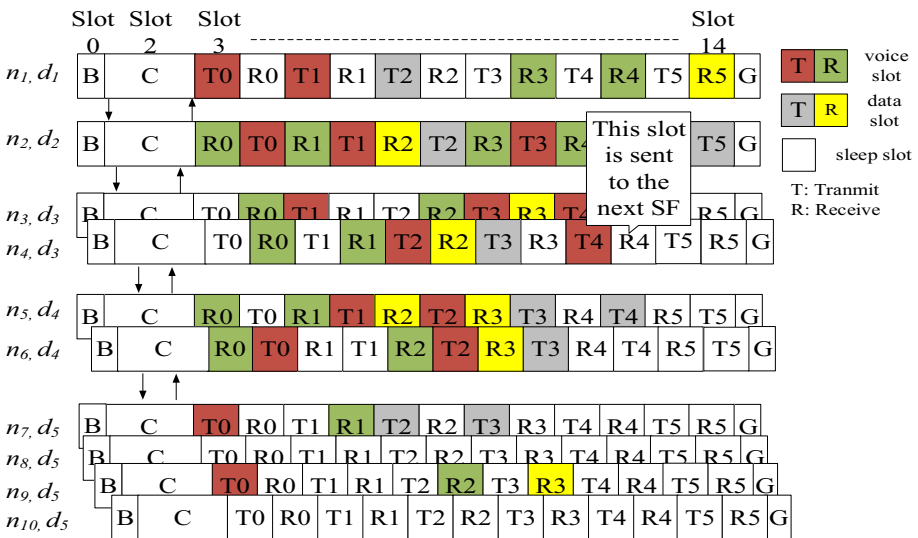 Slot Slot Slot Slot
0 2 3 14
n1, d1 B C T0 R0 T1 R1 T2 R2 T3 R3 T4 R4 T5 R5 G
T R voice slot
T R data slot
sleep slot
T: Tranmit
R: Receive
n2, d2 B C R0 T0 R1 T1 R2 T2 R3 T3 R4 T5 G
This slot
is sent
to the
next SF
n3, d3 B C T0 R0 T1 R1 T2 R2 T3 R3 T4 R5 G
n4, d3 B C T0 R0 T1 R1 T2 R2 T3 R3 T4 R4 T5 R5 G
n5, d4 B C R0 T0 R1 T1 R2 T2 R3 T3 R4 T4 R5 T5 G
n6, d4 B C R0 T0 R1 T1 R2 T2 R3 T3 R4 T4 R5 T5 G
n7, d5 B C T0 R0 T1 R1 T2 R2 T3 R3 T4 R4 T5 R5 G
n8, d5 B C T0 R0 T1 R1 T2 R2 T3 R3 T4 R4 T5 R5 G
n9, d5 B C T0 R0 T1 R1 T2 R2 T3 R3 T4 R4 T5 R5 G
n10, d5 B C T0 R0 T1 R1 T2 R2 T3 R3 T4 R4 T5 R5 G